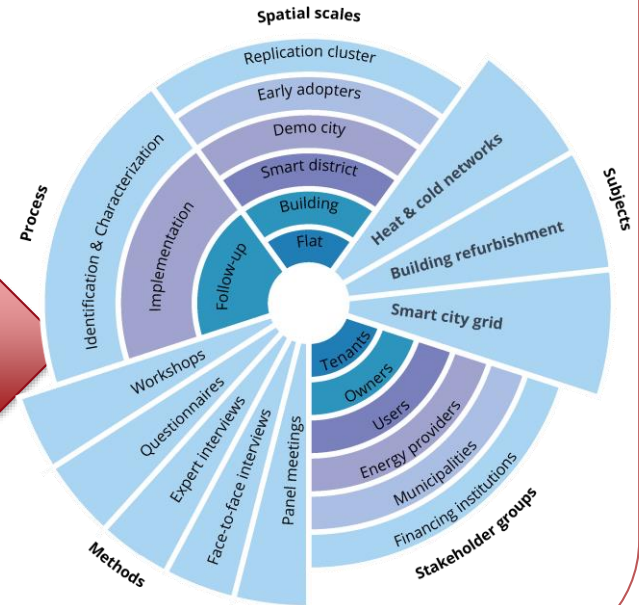 Spatial scales
Replication cluster
Early adopters
Demo city
Smart district
Building
Flat
Subjects
Heat & cold networks
Building refurbishment
Smart city grid
Stakeholder groups
Tenants
Owners
Users
Energy providers
Municipalities
Financing institutions
Methods
Panel meetings
Face-to-face interviews
Expert interviews
Questionnaires
Workshops
Process
Identification & Characterization
Implementation
Follow-up